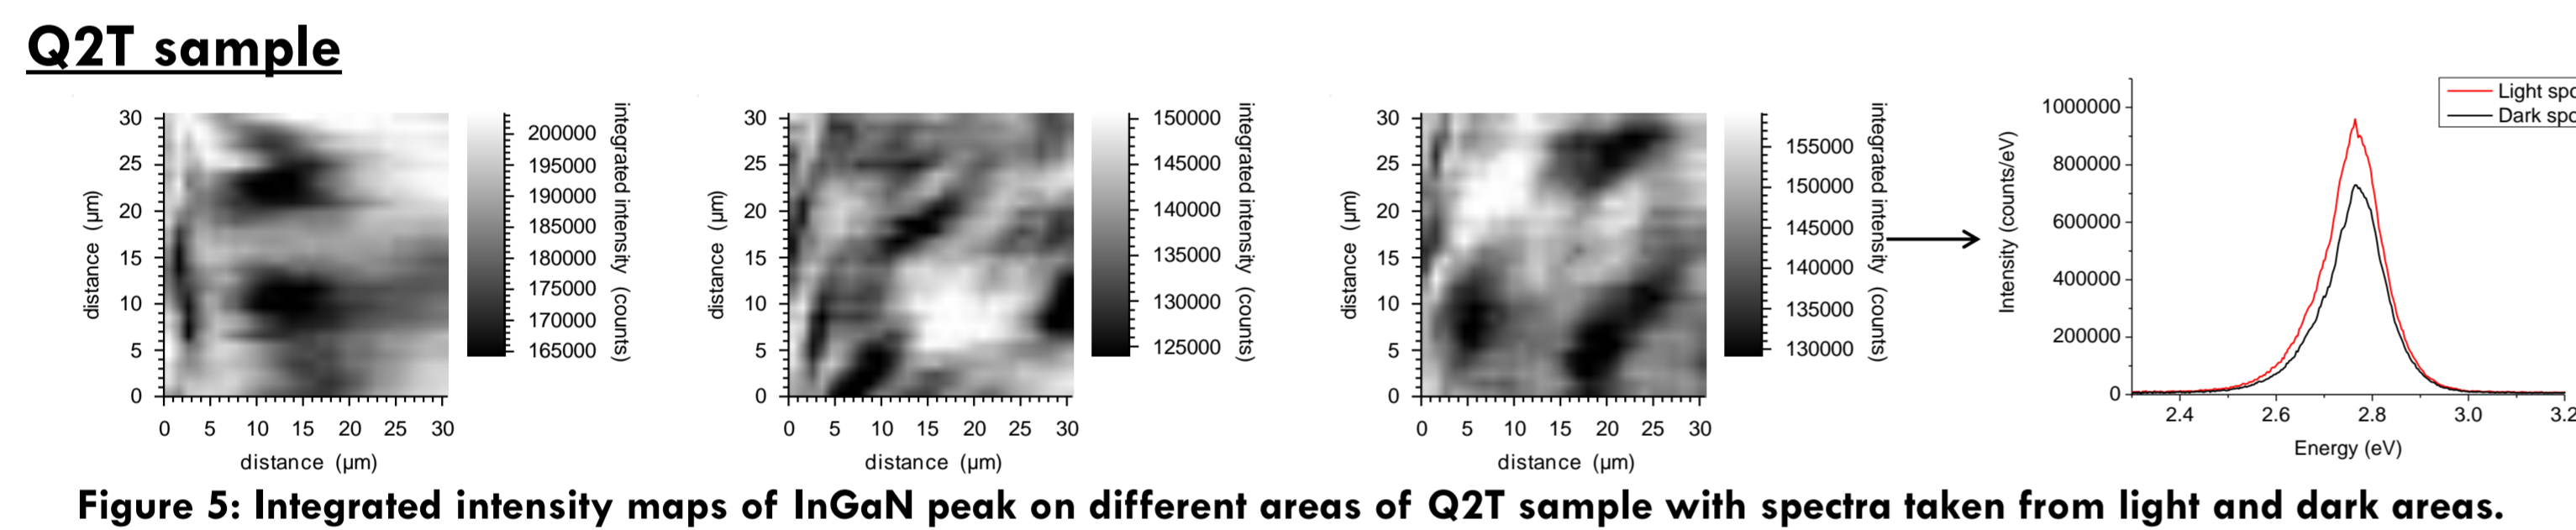 Q2T sample
30
25
20
15
10
5
0
distance (µm)
0 5 10 15 20 25 30
distance (µm)
200000
195000
190000
185000
180000
175000
170000
165000
integrated intensity (counts)
30
25
20
15
10
5
0
distance (µm)
0 5 10 15 20 25 30
distance (µm)
150000
145000
140000
135000
130000
125000
integrated intensity (counts)
30
25
20
15
10
5
0
distance (µm)
0 5 10 15 20 25 30
distance (µm)
155000
150000
145000
140000
135000
130000
integrated intensity (counts)
1000000
800000
600000
400000
200000
0
Intensity (counts/eV)
2.4 2.6 2.8 3.0 3.2
Energy (eV)
Light spo
Dark spo
Figure 5: Integrated intensity maps of InGaN peak on different areas of Q2T sample with spectra taken from light and dark areas.